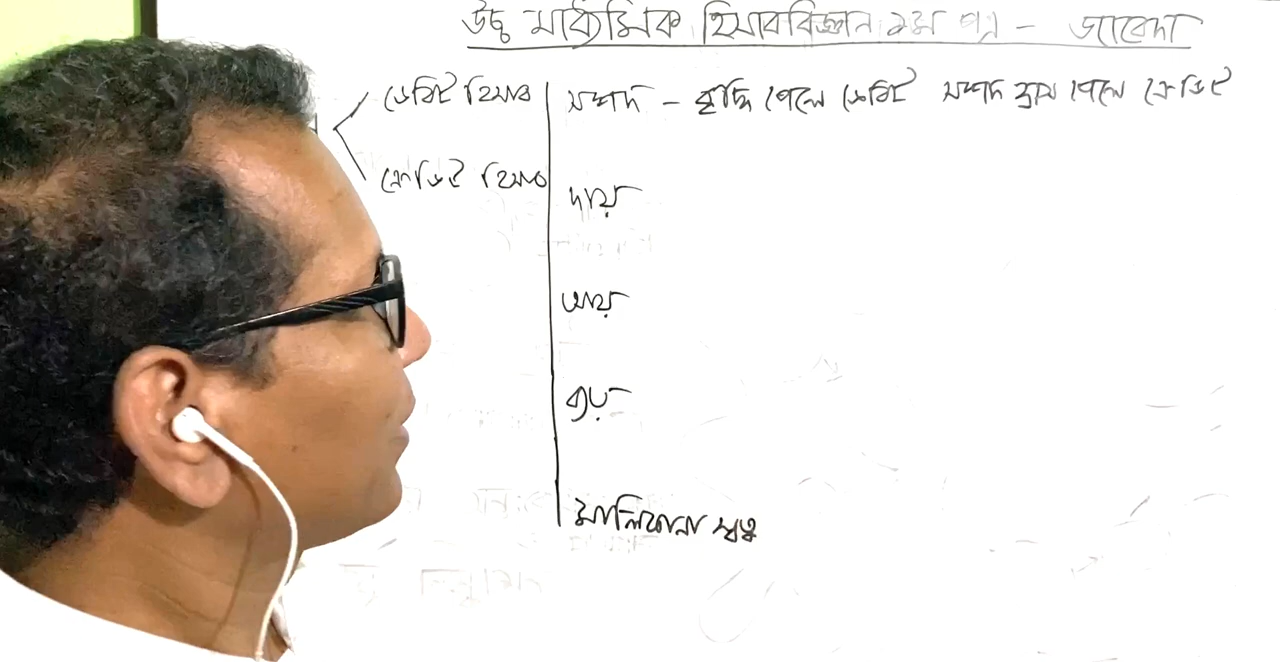 উচ্চ মাধ্যমিক হিসাববিজ্ঞান ১ম পত্র - জাবেদা
ডেবিট হিসাব
ক্রেডিট হিসাব
সম্পদ - বৃদ্ধি পেলে ডেবিট সম্পদ হ্রাস পেলে ক্রেডিট
দায়
আয়
ব্যয়
মালিকানা স্বত্ব